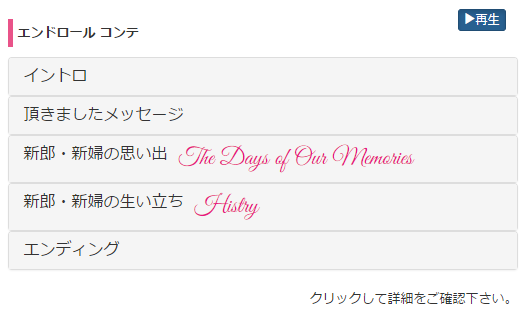 ▶再生
エンドロール コンテ
イントロ
頂きましたメッセージ
新郎・新婦の思い出 The Days of Our Memories
新郎・新婦の生い立ち Histry
エンディング
クリックして詳細をご確認下さい。